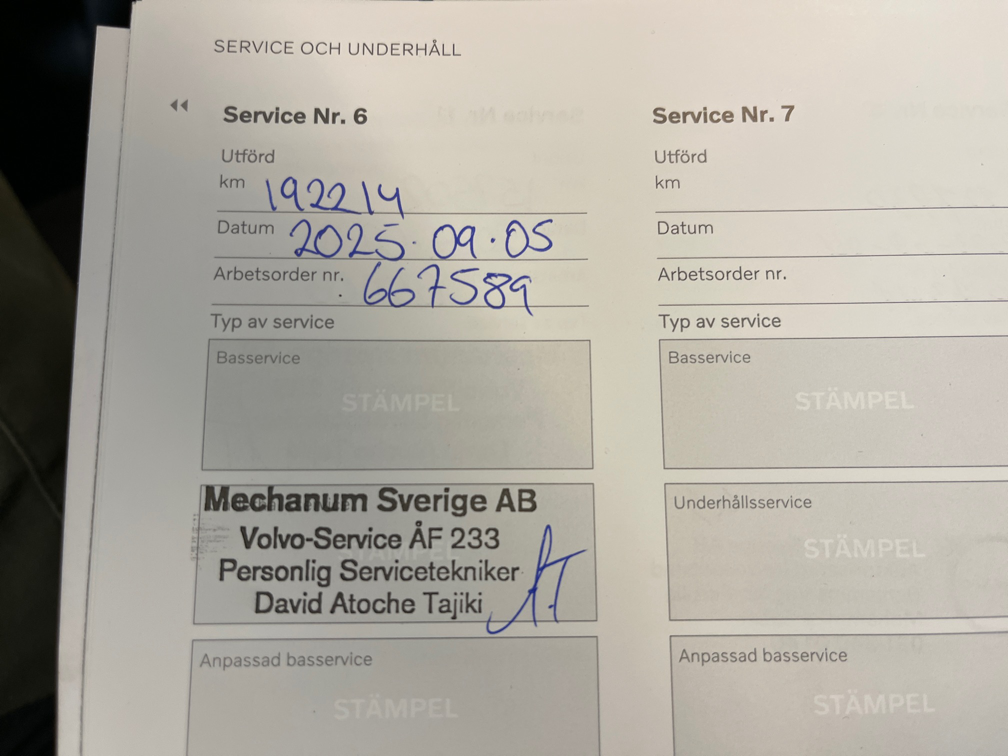 SERVICE OCH UNDERHÅLL
Service Nr. 6
Utförd
km 192214
Datum 2025.09.05
Arbetsorder nr. 667589
Typ av service
Basservice
STÄMPEL
Mechanum Sverige AB
Volvo-Service ÅF 233
Personlig Servicetekniker
David Atoche Tajiki
Anpassad basservice
STÄMPEL
Service Nr. 7
Utförd
km
Datum
Arbetsorder nr.
Typ av service
Basservice
STÄMPEL
Underhållsservice
STÄMPEL
Anpassad basservice
STÄMPEL